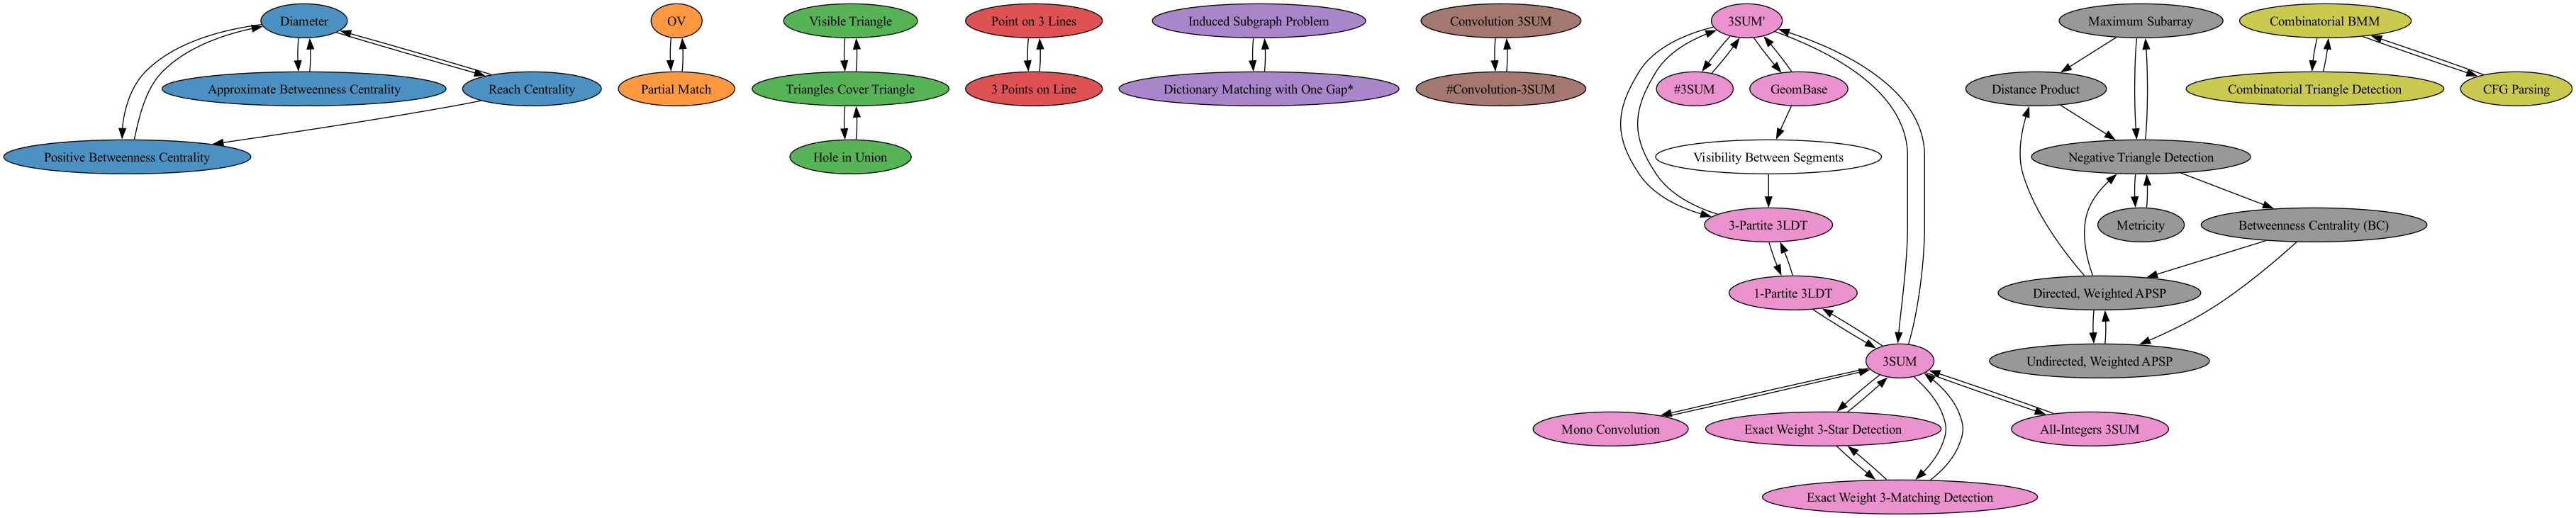 Diameter
OV
Visible Triangle
Point on 3 Lines
Induced Subgraph Problem
Convolution 3SUM
3SUM'
Maximum Subarray
Combinatorial BMM
Approximate Betweenness Centrality
Reach Centrality
Partial Match
Triangles Cover Triangle
3 Points on Line
Dictionary Matching with One Gap*
#Convolution-3SUM
#3SUM
GeomBase
Distance Product
Combinatorial Triangle Detection
CFG Parsing
Positive Betweenness Centrality
Hole in Union
Visibility Between Segments
Negative Triangle Detection
3-Partite 3LDT
Metricity
Betweenness Centrality (BC)
1-Partite 3LDT
Directed, Weighted APSP
3SUM
Undirected, Weighted APSP
Mono Convolution
Exact Weight 3-Star Detection
All-Integers 3SUM
Exact Weight 3-Matching Detection